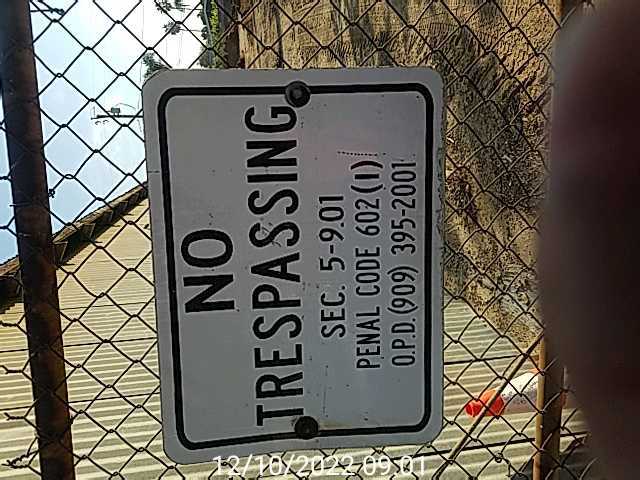 NO
TRESPASSING
SEC. 5-9.01
PENAL CODE 602(1)
O.P.D. (909) 395-2001
12/10/2022 09:01